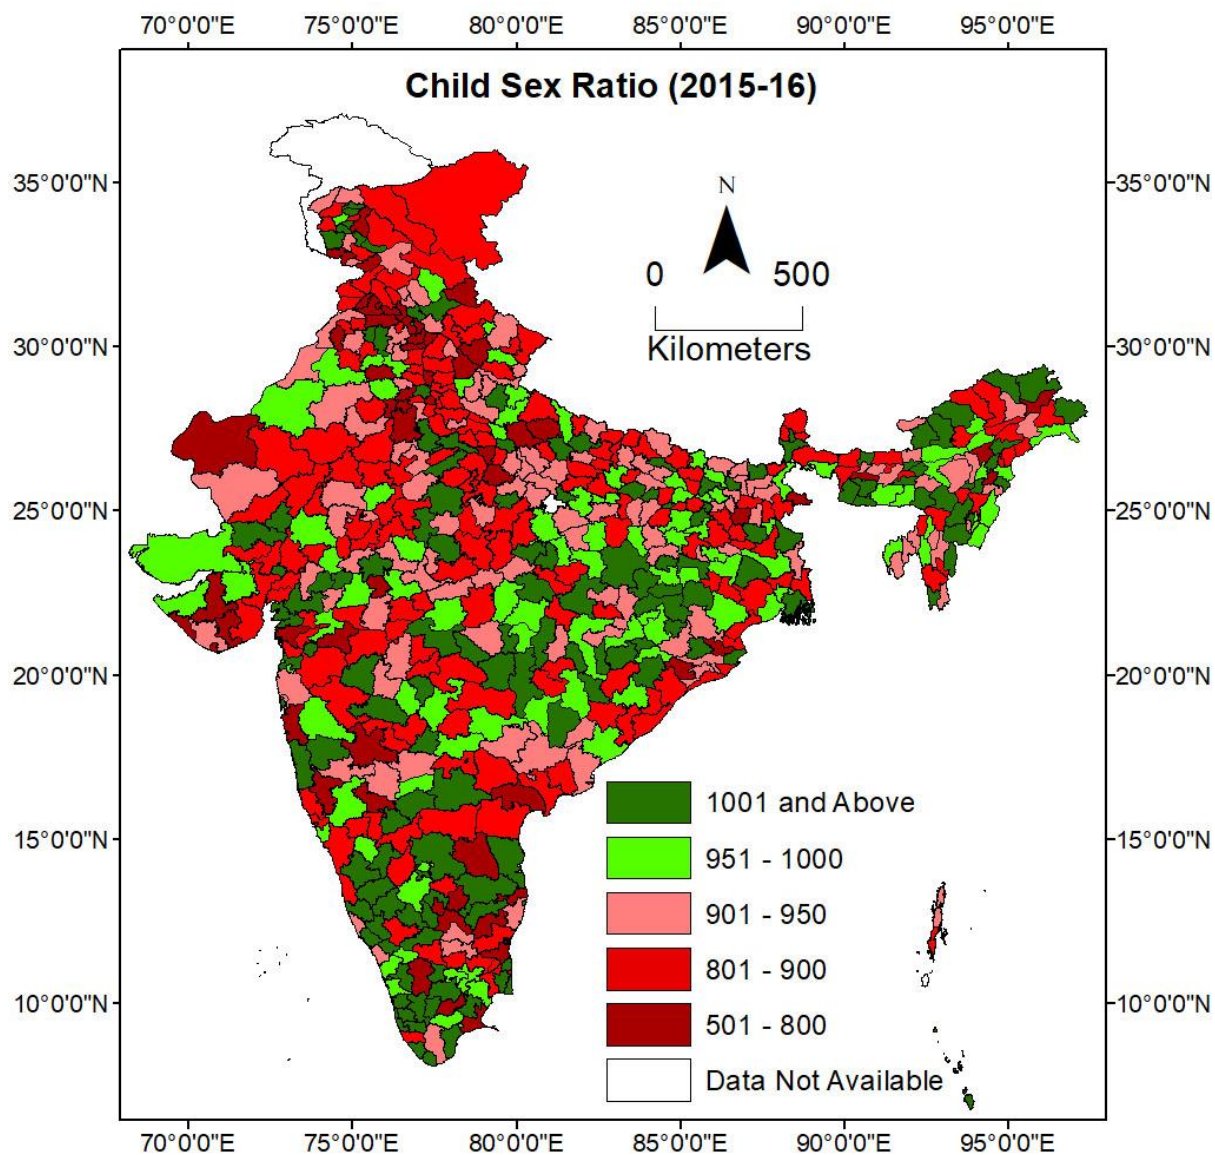 70°0'0"E 75°0'0"E 80°0'0"E 85°0'0"E 90°0'0"E 95°0'0"E
Child Sex Ratio (2015-16)
35°0'0"N 35°0'0"N
N
0 500
Kilometers
30°0'0"N 30°0'0"N
25°0'0"N 25°0'0"N
20°0'0"N 20°0'0"N
1001 and Above
15°0'0"N 15°0'0"N
951 - 1000
901 - 950
801 - 900
10°0'0"N 10°0'0"N
501 - 800
Data Not Available
70°0'0"E 75°0'0"E 80°0'0"E 85°0'0"E 90°0'0"E 95°0'0"E